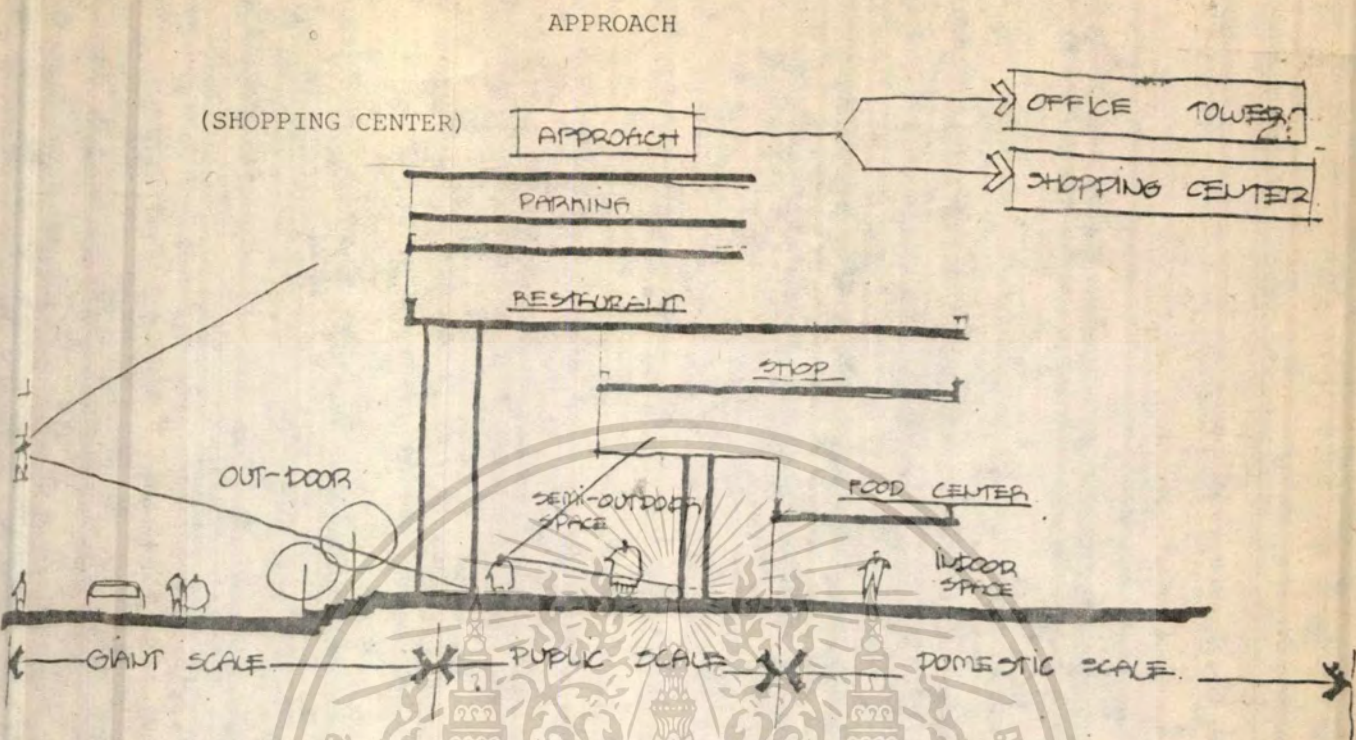 APPROACH
(SHOPPING CENTER)
APPROACH
OFFICE TOWER
SHOPPING CENTER
PARKING
RESTAURANT
SHOP
OUT-DOOR
SEMI-OUTDOOR
SPACE
FOOD CENTER
INDOOR
SPACE
GIANT SCALE
PUBLIC SCALE
DOMESTIC SCALE.